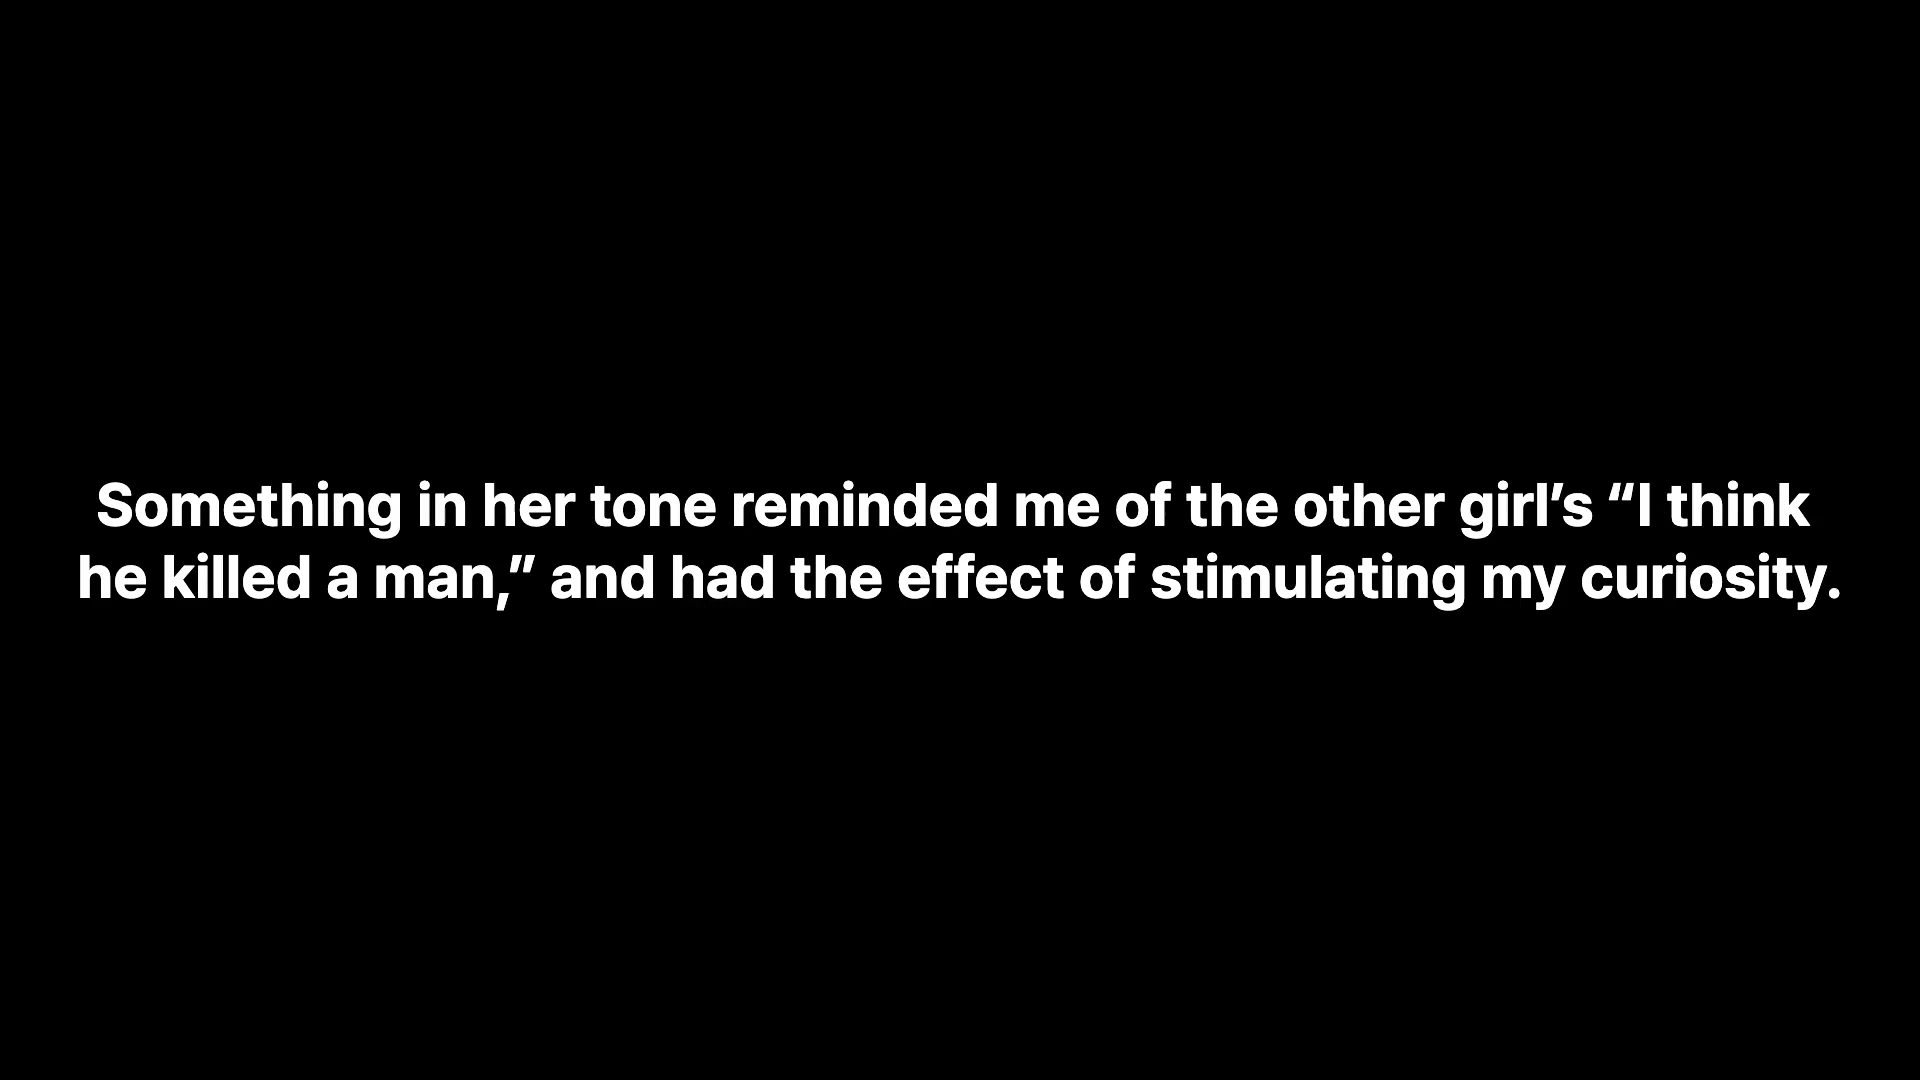 Something in her tone reminded me of the other girl’s “I think
he killed a man,” and had the effect of stimulating my curiosity.